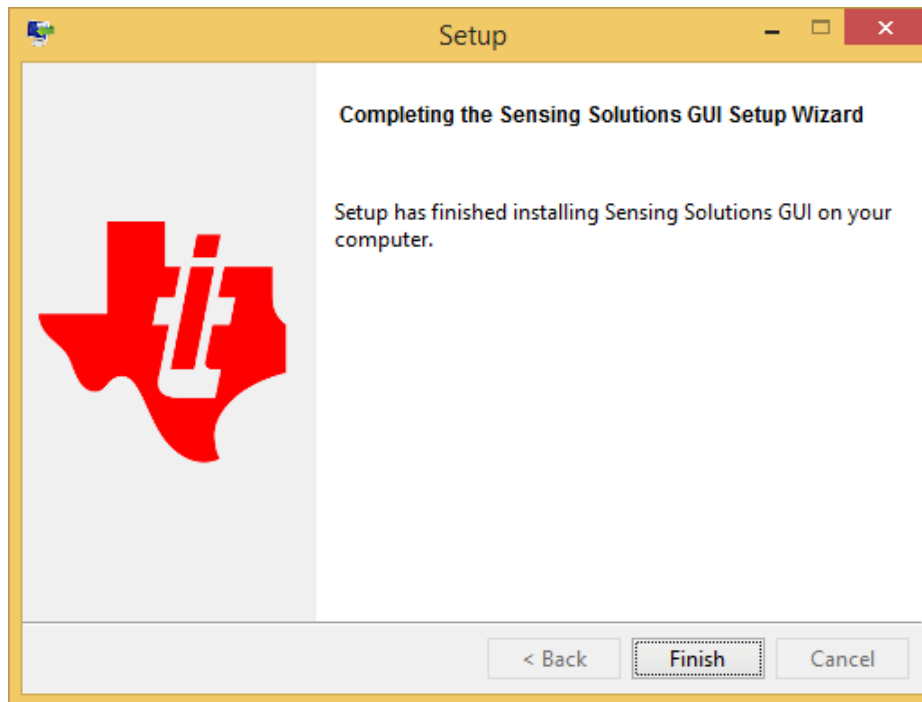 Setup
Completing the Sensing Solutions GUI Setup Wizard
Setup has finished installing Sensing Solutions GUI on your
computer.
ti
< Back
Finish
Cancel